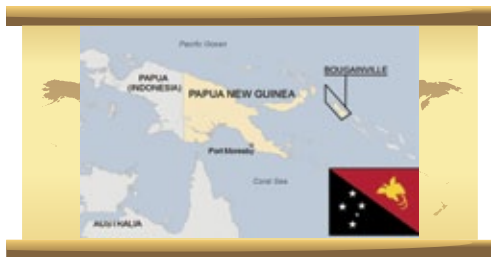 Pacific Ocean
BOUGAINVILLE
PAPUA
(INDONESIA)
PAPUA NEW GUINEA
Port Moresby
Coral Sea
AUSTRALIA